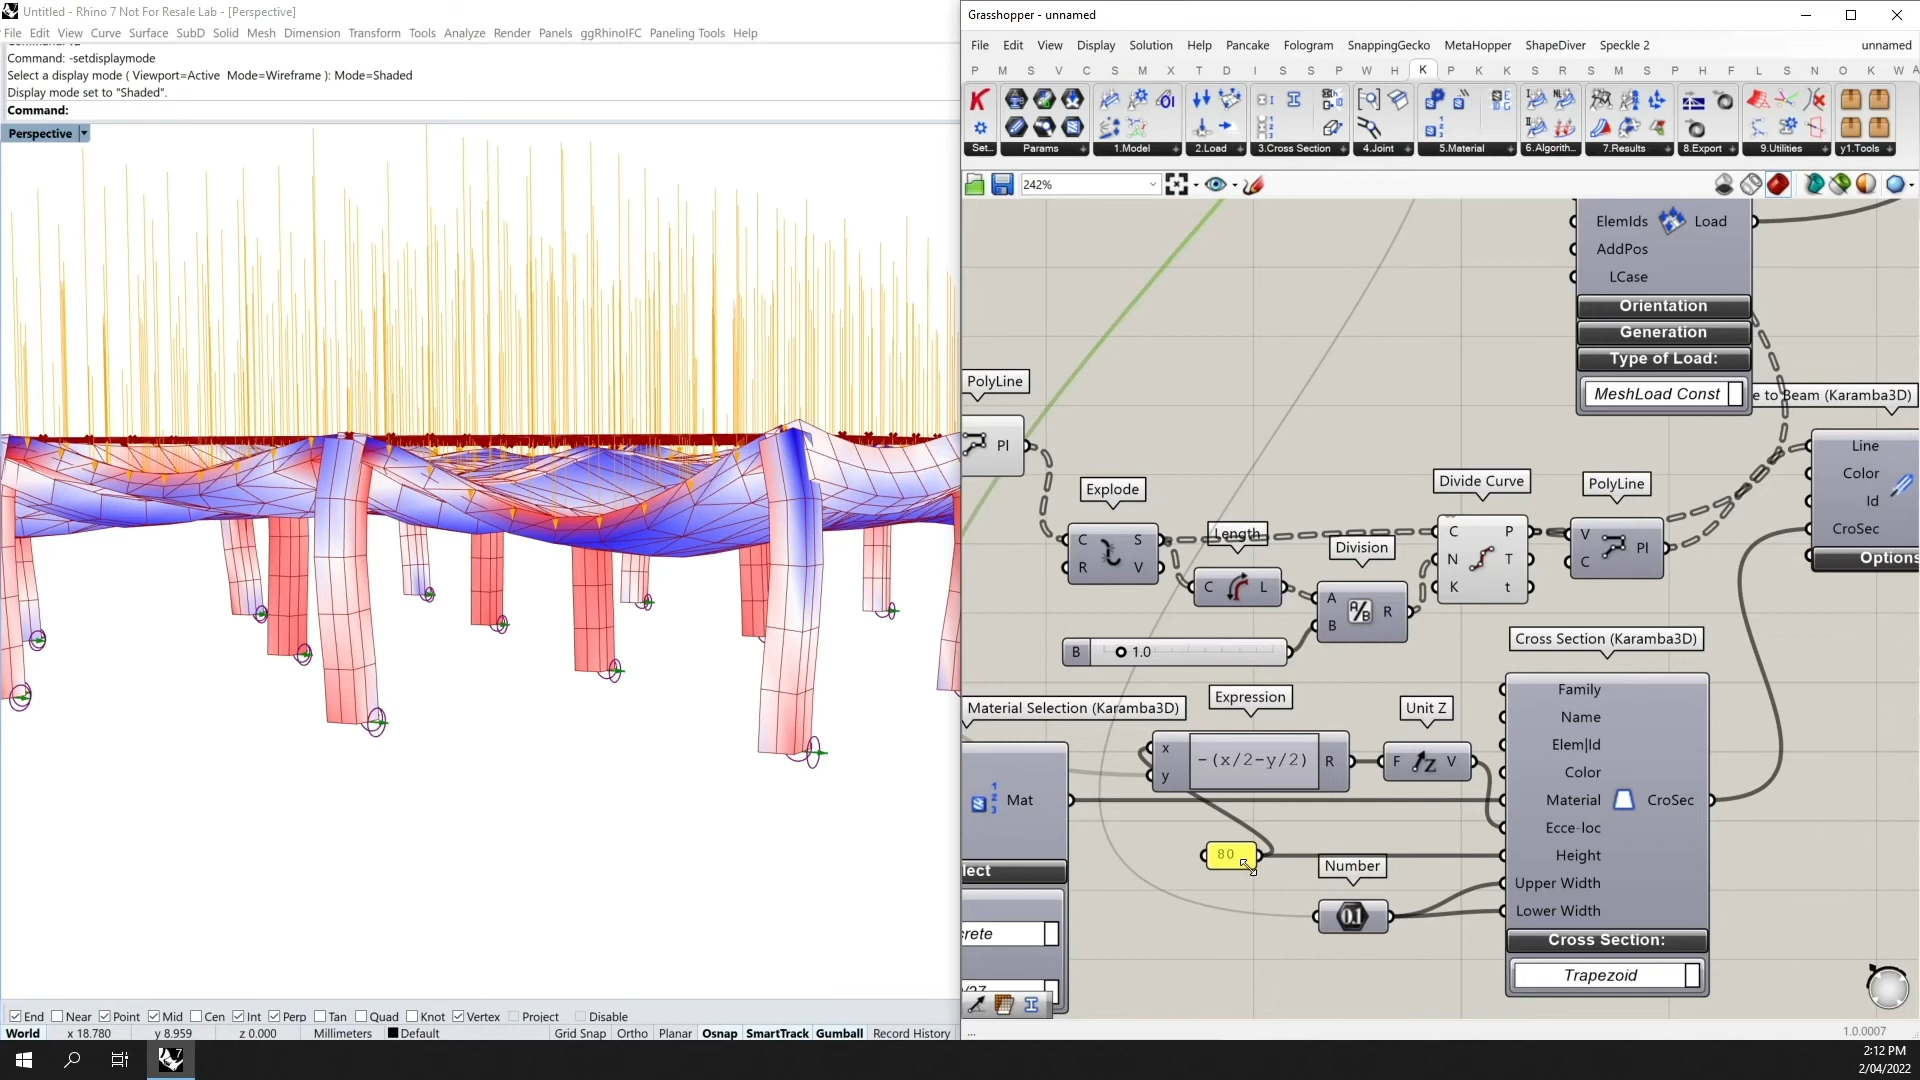 Untitled - Rhino 7 Not For Resale Lab - [Perspective]
File Edit View Curve Surface SubD Solid Mesh Dimension Transform Tools Analyze Render Panels ggRhinoIFC Paneling Tools Help
Command: -setdisplaymode
Select a display mode ( Viewport=Active Mode=Wireframe ): Mode=Shaded
Display mode set to "Shaded".
Command:
Perspective
End Near Point Mid Cen Int Perp Tan Quad Knot Vertex Project Disable
World x 18.780 y 8.959 z 0.000 Millimeters Default Grid Snap Ortho Planar Osnap SmartTrack Gumball Record History
Grasshopper - unnamed
File Edit View Display Solution Help Pancake Fologram SnappingGecko MetaHopper ShapeDiver Speckle 2 unnamed
P M S V C S M X T D I S S P W H K P K K S R S M S P H F L S N O K W A
Set... Params 1.Model 2.Load 3.Cross Section 4.Joint 5.Material 6.Algorith... 7.Results 8.Export 9.Utilities y1.Tools
242%
ElemIds Load
AddPos
LCase
Orientation
Generation
Type of Load:
MeshLoad Const
e to Beam (Karamba3D)
Line
Color
Id
CroSec
Options
PolyLine
Pl
Explode
C S
R V
Length
C L
Division
A
B
A/B
R
Divide Curve
C P
N T
K t
PolyLine
V
C
Pl
B 1.0
Material Selection (Karamba3D)
Expression
x
y
-(x/2-y/2)
R
Unit Z
F Z V
Mat
80
Number
0.1
lect
crete
Cross Section (Karamba3D)
Family
Name
Elem|Id
Color
Material CroSec
Ecce-loc
Height
Upper Width
Lower Width
Cross Section:
Trapezoid
...
1.0.0007
2:12 PM
2/04/2022